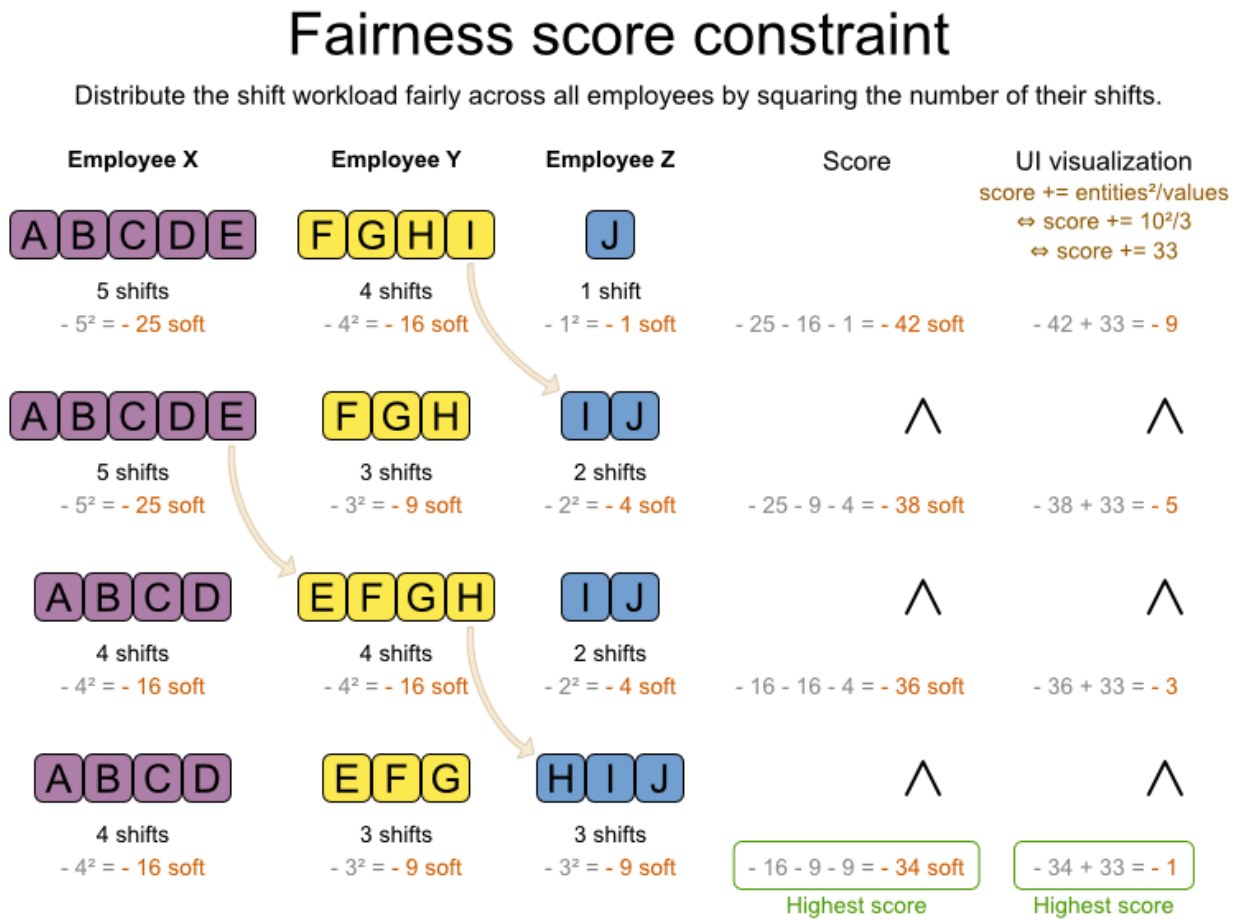 Fairness score constraint
Distribute the shift workload fairly across all employees by squaring the number of their shifts.
Employee X Employee Y Employee Z Score UI visualization
score += entities²/values
⇔ score += 10²/3
⇔ score += 33
A B C D E F G H I J
5 shifts 4 shifts 1 shift
- 5² = - 25 soft - 4² = - 16 soft - 1² = - 1 soft - 25 - 16 - 1 = - 42 soft - 42 + 33 = - 9
A B C D E F G H I J
5 shifts 3 shifts 2 shifts
- 5² = - 25 soft - 3² = - 9 soft - 2² = - 4 soft - 25 - 9 - 4 = - 38 soft - 38 + 33 = - 5
A B C D E F G H I J
4 shifts 4 shifts 2 shifts
- 4² = - 16 soft - 4² = - 16 soft - 2² = - 4 soft - 16 - 16 - 4 = - 36 soft - 36 + 33 = - 3
A B C D E F G H I J
4 shifts 3 shifts 3 shifts
- 4² = - 16 soft - 3² = - 9 soft - 3² = - 9 soft - 16 - 9 - 9 = - 34 soft - 34 + 33 = - 1
Highest score Highest score